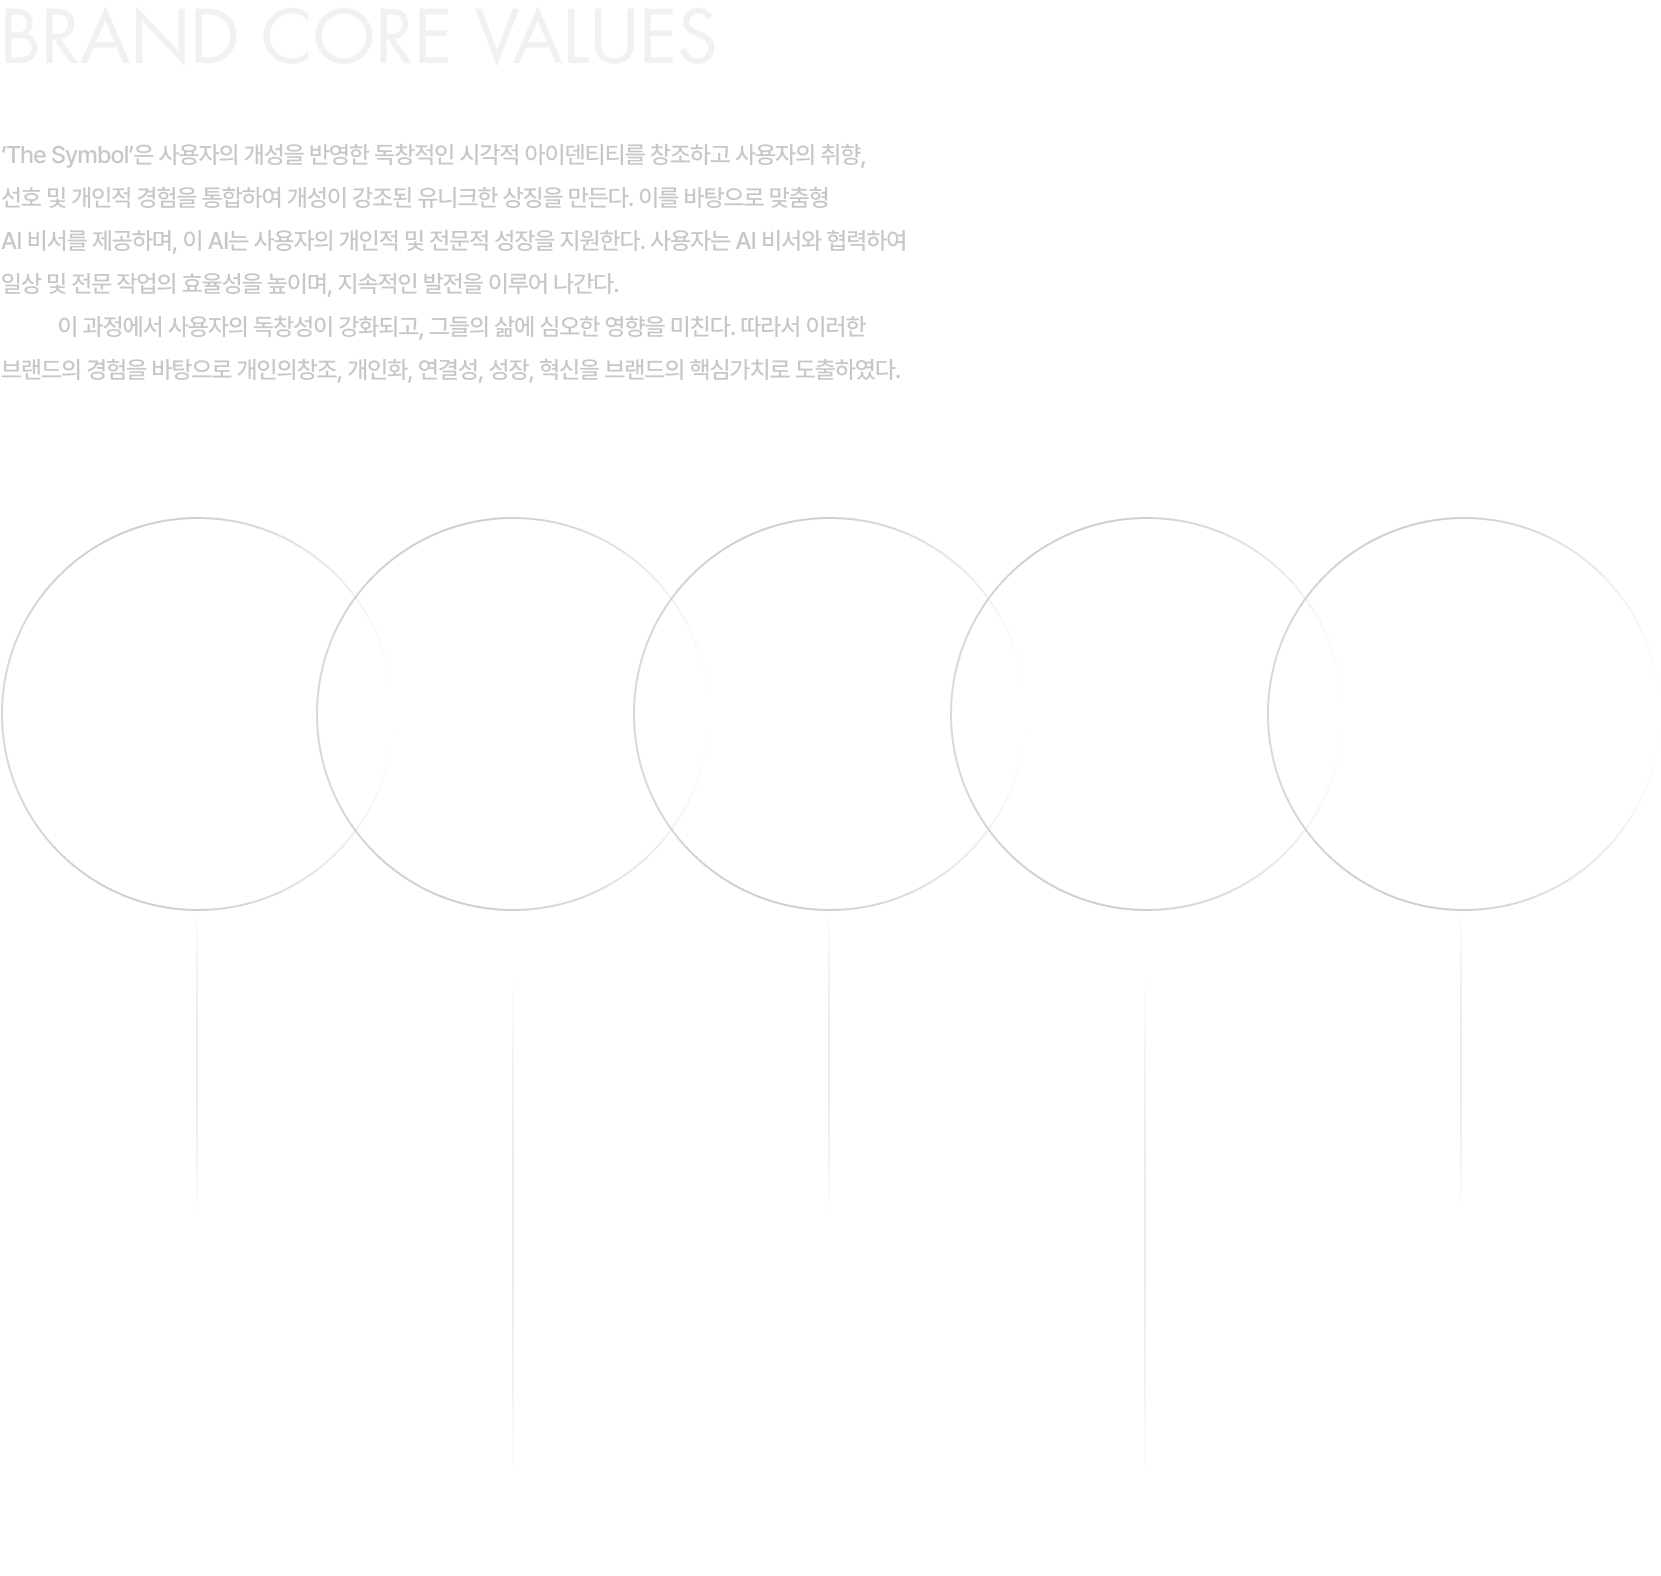 BRAND CORE VALUES
‘The Symbol’은 사용자의 개성을 반영한 독창적인 시각적 아이덴티티를 창조하고 사용자의 취향,
선호 및 개인적 경험을 통합하여 개성이 강조된 유니크한 상징을 만든다. 이를 바탕으로 맞춤형
AI 비서를 제공하며, 이 AI는 사용자의 개인적 및 전문적 성장을 지원한다. 사용자는 AI 비서와 협력하여
일상 및 전문 작업의 효율성을 높이며, 지속적인 발전을 이루어 나간다.
이 과정에서 사용자의 독창성이 강화되고, 그들의 삶에 심오한 영향을 미친다. 따라서 이러한
브랜드의 경험을 바탕으로 개인의창조, 개인화, 연결성, 성장, 혁신을 브랜드의 핵심가치로 도출하였다.